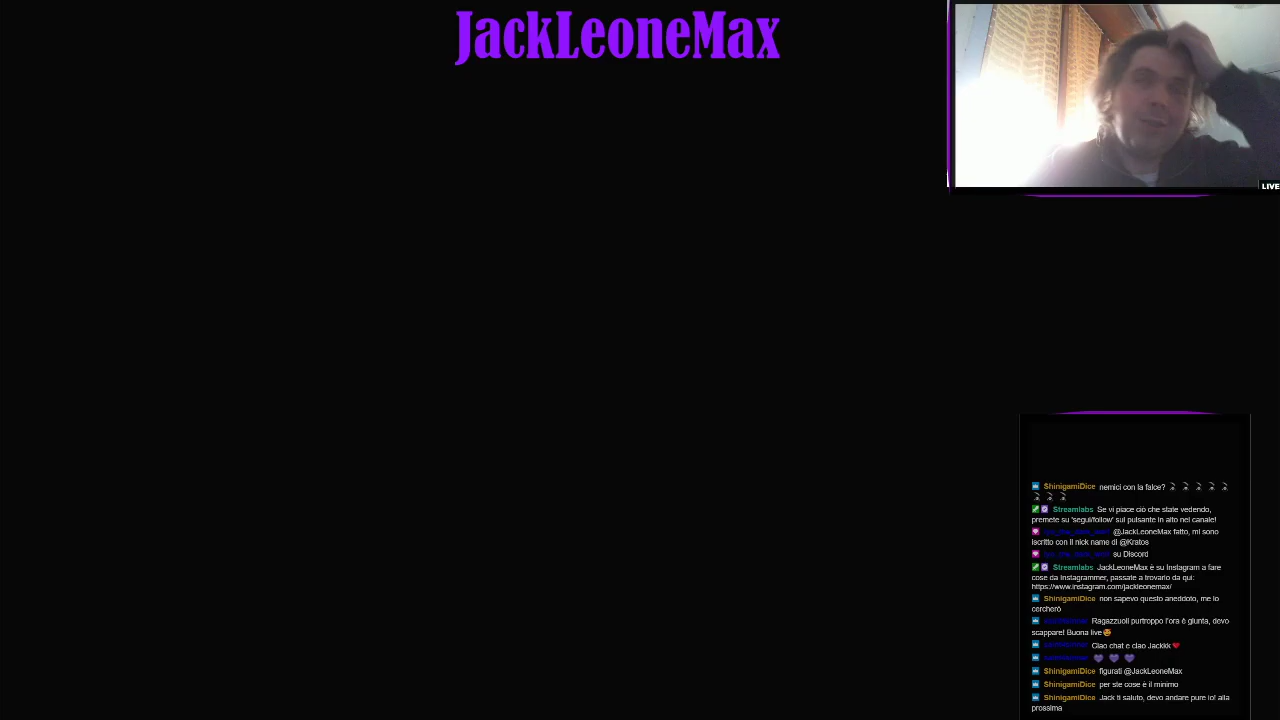 JackLeoneMax
LIVE
ShinigamiDice nemici con la falce?
Streamlabs Se vi piace ciò che state vedendo,
premete su 'segui/follow' sul pulsante in alto nel canale!
@JackLeoneMax fatto, mi sono
iscritto con il nick name di @Kratos
su Discord
Streamlabs JackLeoneMax è su Instagram a fare
cose da Instagrammer, passate a trovarlo da qui:
https://www.instagram.com/jackleonemax/
ShinigamiDice non sapevo questo aneddoto, me lo
cercherò
Ragazzuoli purtroppo l'ora è giunta, devo
scappare! Buona live
Ciao chat e ciao Jackkk
ShinigamiDice figurati @JackLeoneMax
ShinigamiDice per ste cose è il minimo
ShinigamiDice Jack ti saluto, devo andare pure io! alla
prossima